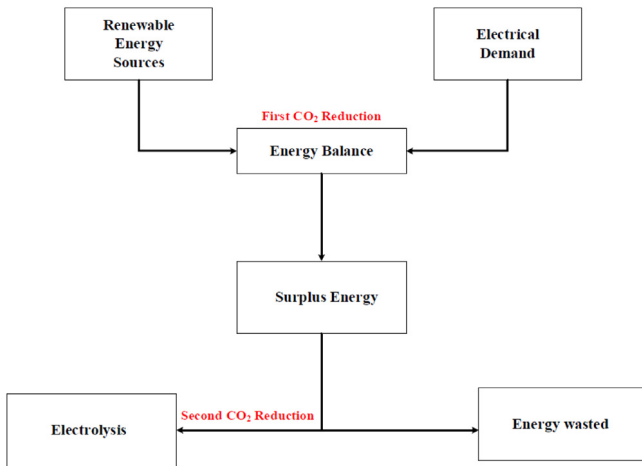 Renewable
Energy
Sources
Electrical
Demand
First CO₂ Reduction
Energy Balance
Surplus Energy
Second CO₂ Reduction
Electrolysis
Energy wasted